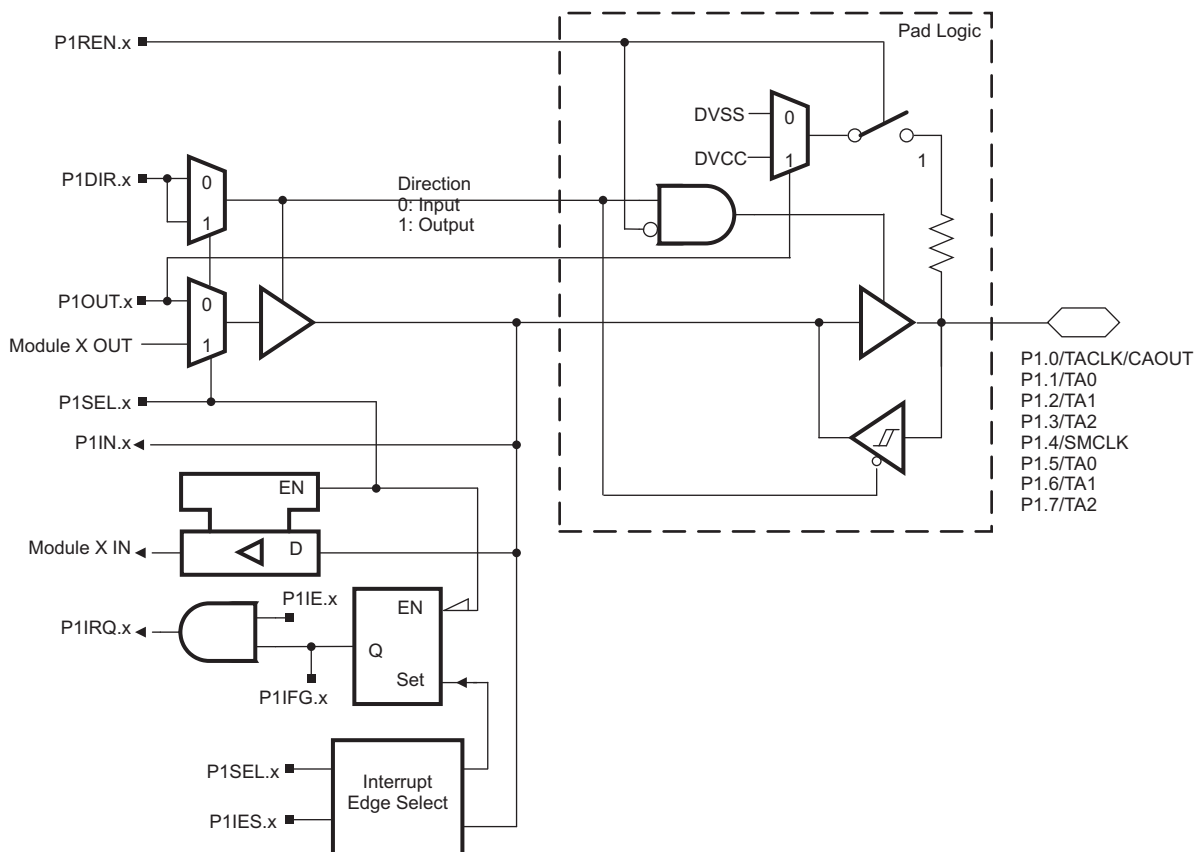 Pad Logic
P1REN.x
DVSS
0
DVCC
1
1
P1DIR.x
0
1
Direction
0: Input
1: Output
P1OUT.x
0
Module X OUT
1
P1SEL.x
P1IN.x
EN
Module X IN
D
P1IE.x
EN
P1IRQ.x
Q
Set
P1IFG.x
P1SEL.x
Interrupt
Edge Select
P1IES.x
P1.0/TACLK/CAOUT
P1.1/TA0
P1.2/TA1
P1.3/TA2
P1.4/SMCLK
P1.5/TA0
P1.6/TA1
P1.7/TA2